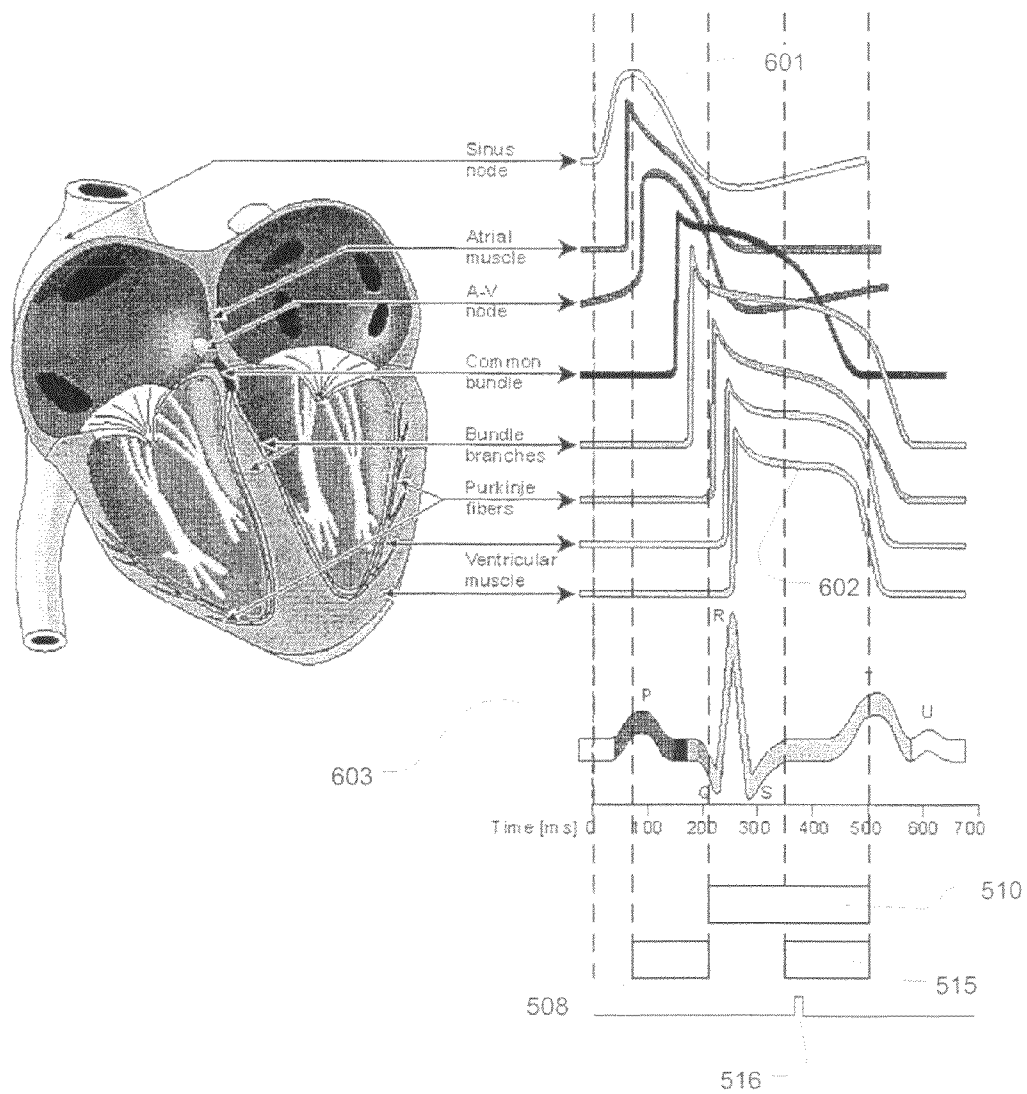 601
Sinus
node
Atrial
muscle
A-V
node
Common
bundle
Bundle
branches
Purkinje
fibers
Ventricular
muscle
602
R
P
T
U
603
Q
S
Time [ms] 0 100 200 300 400 500 600 700
510
515
508
516